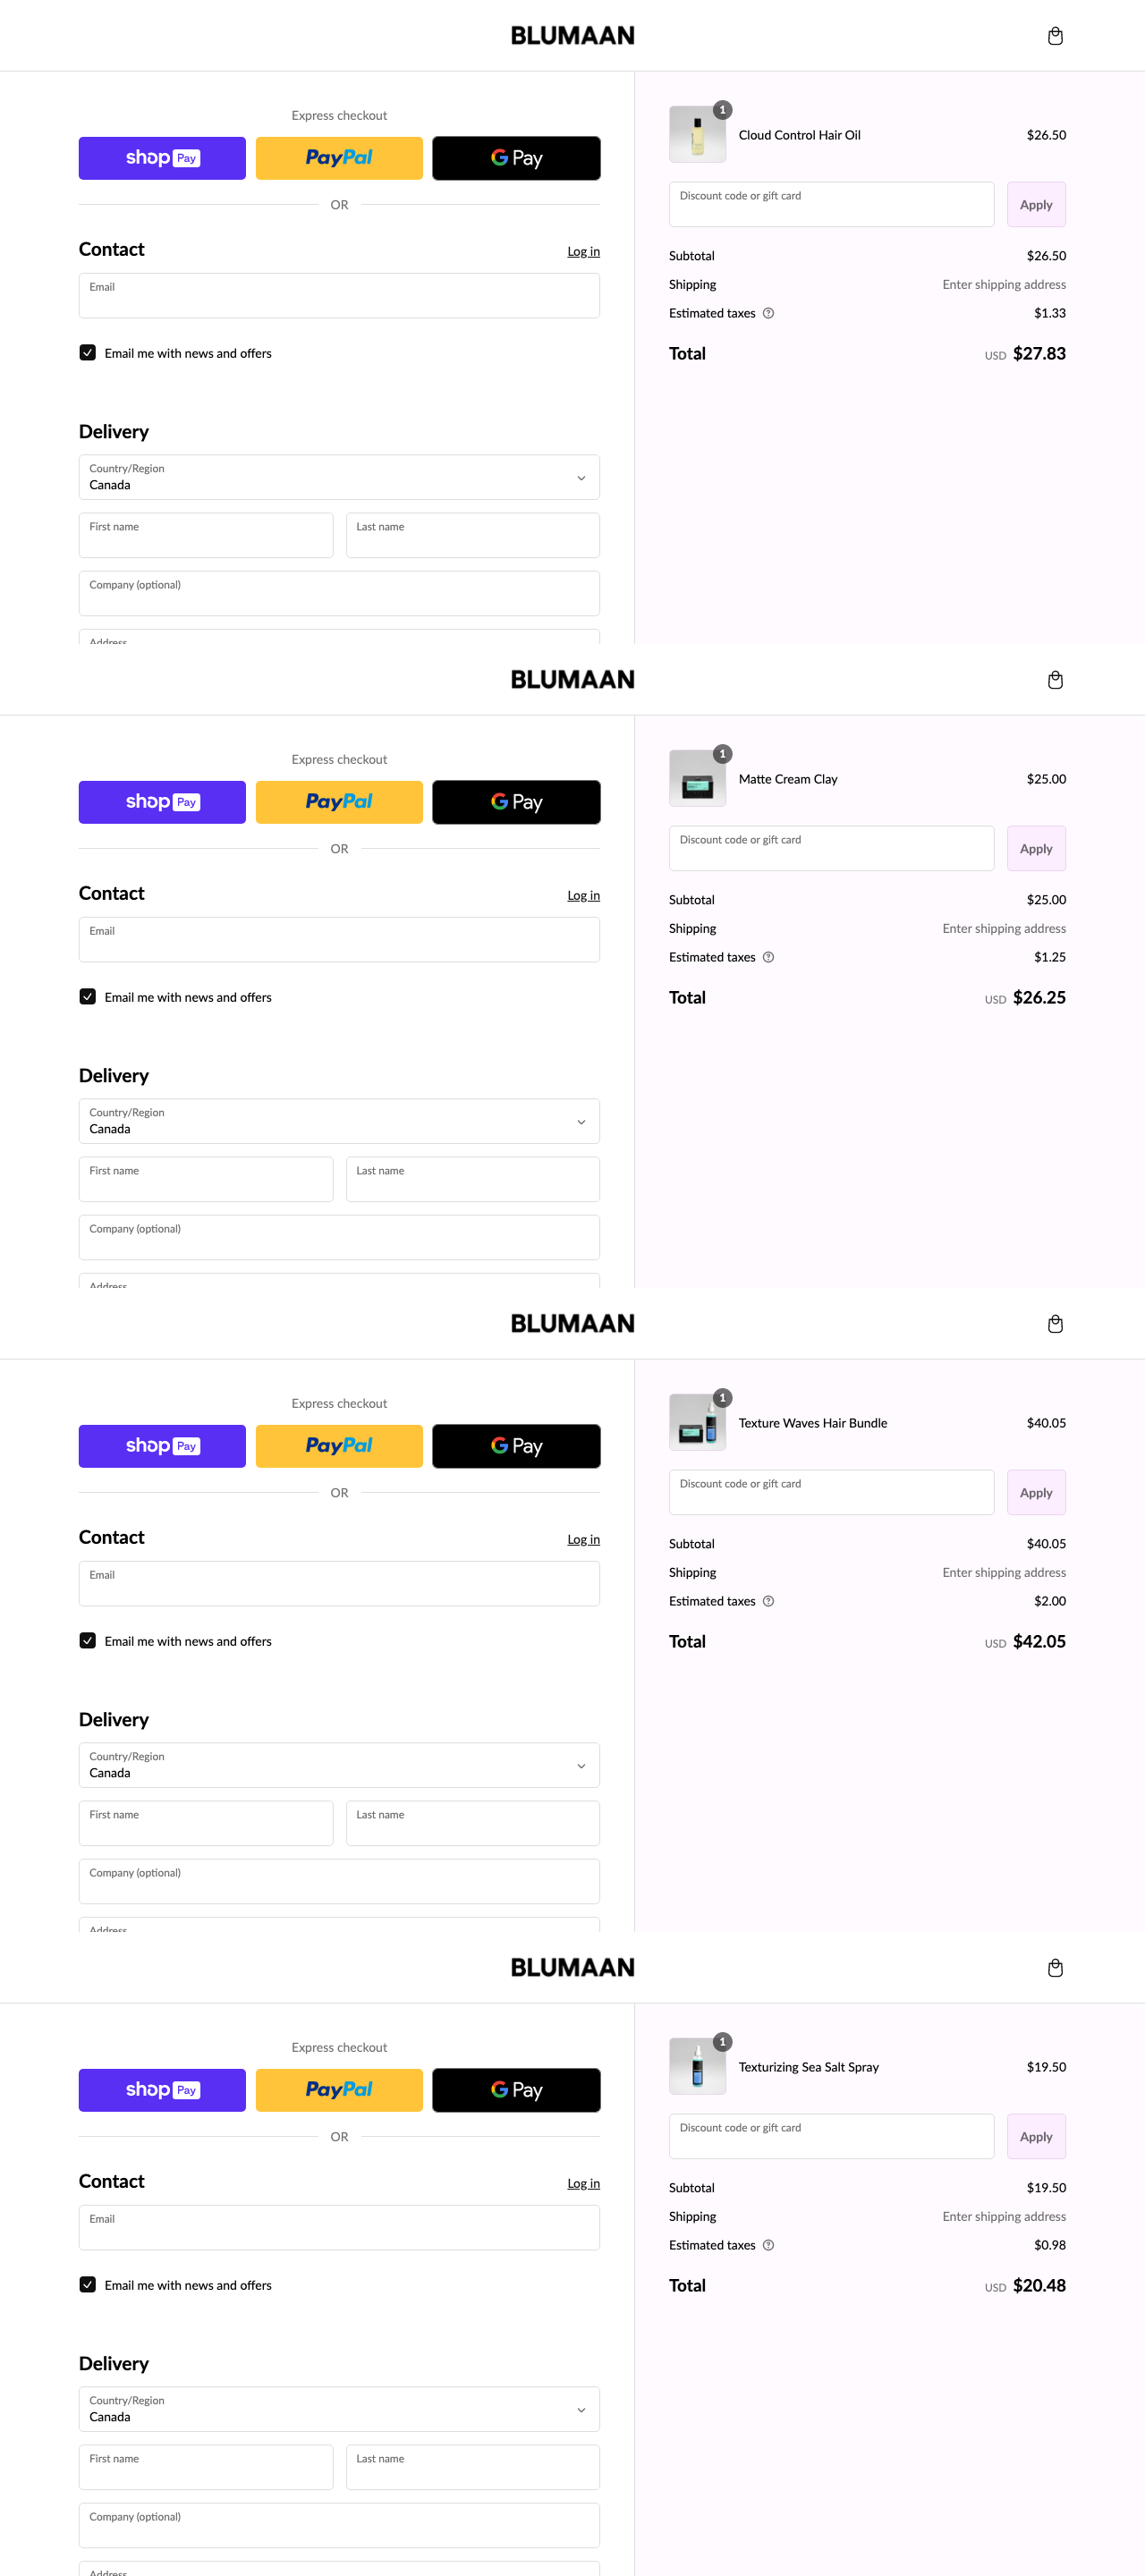 BLUMAAN
Express checkout
shop Pay
PayPal
G Pay
OR
Contact
Log in
Email
Email me with news and offers
Delivery
Country/Region
Canada
First name
Last name
Company (optional)
Address
1
Cloud Control Hair Oil
$26.50
Discount code or gift card
Apply
Subtotal
$26.50
Shipping
Enter shipping address
Estimated taxes
$1.33
Total
USD $27.83
BLUMAAN
Express checkout
shop Pay
PayPal
G Pay
OR
Contact
Log in
Email
Email me with news and offers
Delivery
Country/Region
Canada
First name
Last name
Company (optional)
Address
1
Matte Cream Clay
$25.00
Discount code or gift card
Apply
Subtotal
$25.00
Shipping
Enter shipping address
Estimated taxes
$1.25
Total
USD $26.25
BLUMAAN
Express checkout
shop Pay
PayPal
G Pay
OR
Contact
Log in
Email
Email me with news and offers
Delivery
Country/Region
Canada
First name
Last name
Company (optional)
Address
1
Texture Waves Hair Bundle
$40.05
Discount code or gift card
Apply
Subtotal
$40.05
Shipping
Enter shipping address
Estimated taxes
$2.00
Total
USD $42.05
BLUMAAN
Express checkout
shop Pay
PayPal
G Pay
OR
Contact
Log in
Email
Email me with news and offers
Delivery
Country/Region
Canada
First name
Last name
Company (optional)
Address
1
Texturizing Sea Salt Spray
$19.50
Discount code or gift card
Apply
Subtotal
$19.50
Shipping
Enter shipping address
Estimated taxes
$0.98
Total
USD $20.48